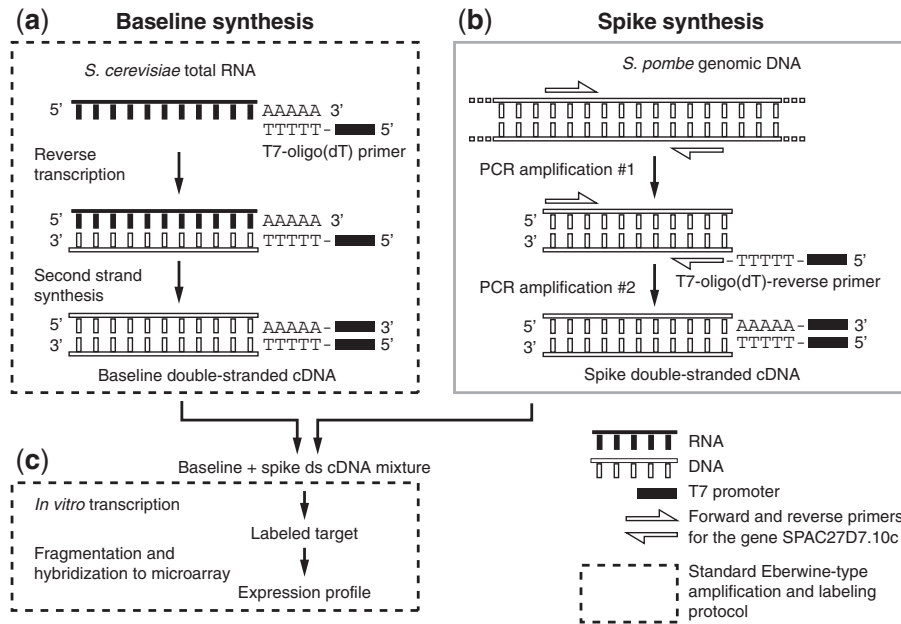 (a) Baseline synthesis
S. cerevisiae total RNA
5' AAAAA 3'
TTTTT – 5'
T7-oligo(dT) primer
Reverse
transcription
5' AAAAA 3'
3' TTTTT – 5'
Second strand
synthesis
5' AAAAA – 3'
3' TTTTT – 5'
Baseline double-stranded cDNA
(b) Spike synthesis
S. pombe genomic DNA
PCR amplification #1
5'
3'
–TTTTT – 5'
T7-oligo(dT)-reverse primer
PCR amplification #2
5' AAAAA – 3'
3' TTTTT – 5'
Spike double-stranded cDNA
(c)
Baseline + spike ds cDNA mixture
In vitro transcription
Labeled target
Fragmentation and
hybridization to microarray
Expression profile
RNA
DNA
T7 promoter
Forward and reverse primers
for the gene SPAC27D7.10c
Standard Eberwine-type
amplification and labeling
protocol